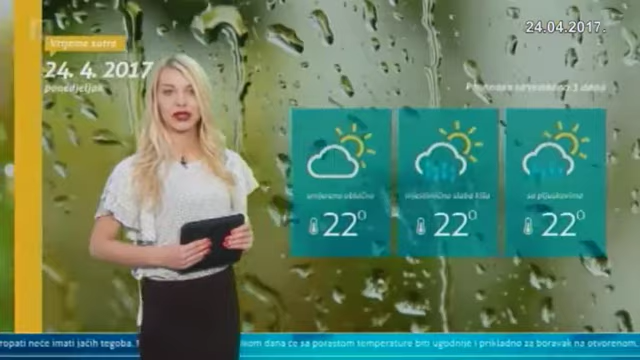 24.04.2017.
Vrijeme sutra
24. 4. 2017
ponedjeljak
umjereno oblačno
mjestimično slaba kiša
sa pljuskovima
22°
22°
22°
ropati neće imati jačih tegoba.
kom dana će sa porastom temperature biti ugodnije i prikladno za boravak na otvorenom,